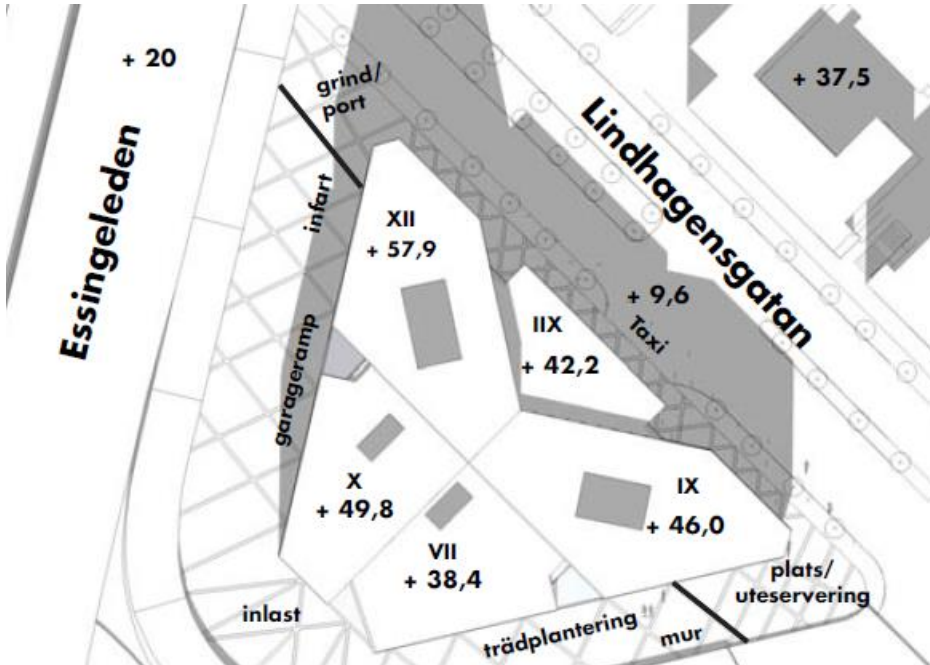 + 20
grind/
port
+ 37,5
Essingeleden
Lindhagensgatan
infart
XII
+ 57,9
+ 9,6
Taxi
IIX
+ 42,2
garageramp
X
+ 49,8
IX
+ 46,0
VII
+ 38,4
plats/
uteservering
inlast
trädplantering
mur